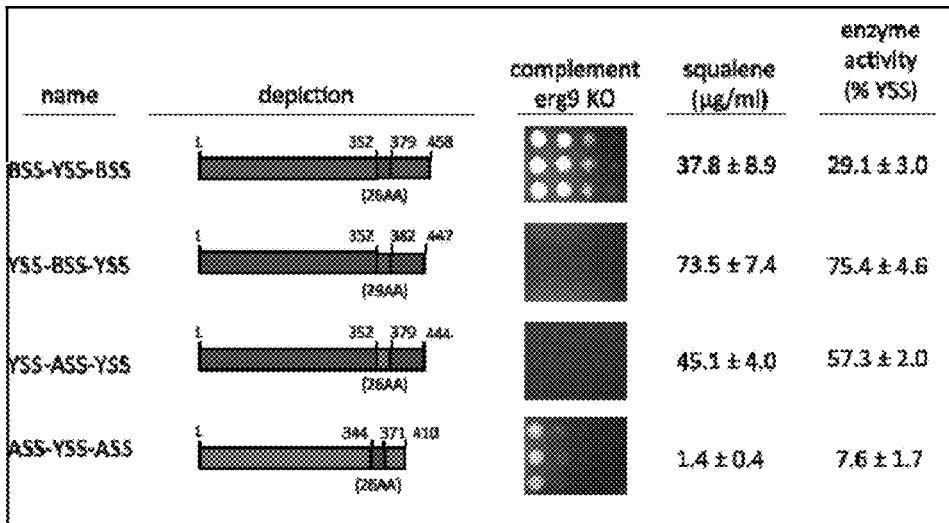 name depiction complement erg9 KO squalene (µg/ml) enzyme activity (% YSS)
1 352 379 458
BSS-YSS-BSS 37.8 ± 8.9 29.1 ± 3.0
(26AA)
1 352 382 447
YSS-BSS-YSS 73.5 ± 7.4 75.4 ± 4.6
(29AA)
1 352 379 444
YSS-ASS-YSS 45.1 ± 4.0 57.3 ± 2.0
(26AA)
1 344 371 410
ASS-YSS-ASS 1.4 ± 0.4 7.6 ± 1.7
(26AA)